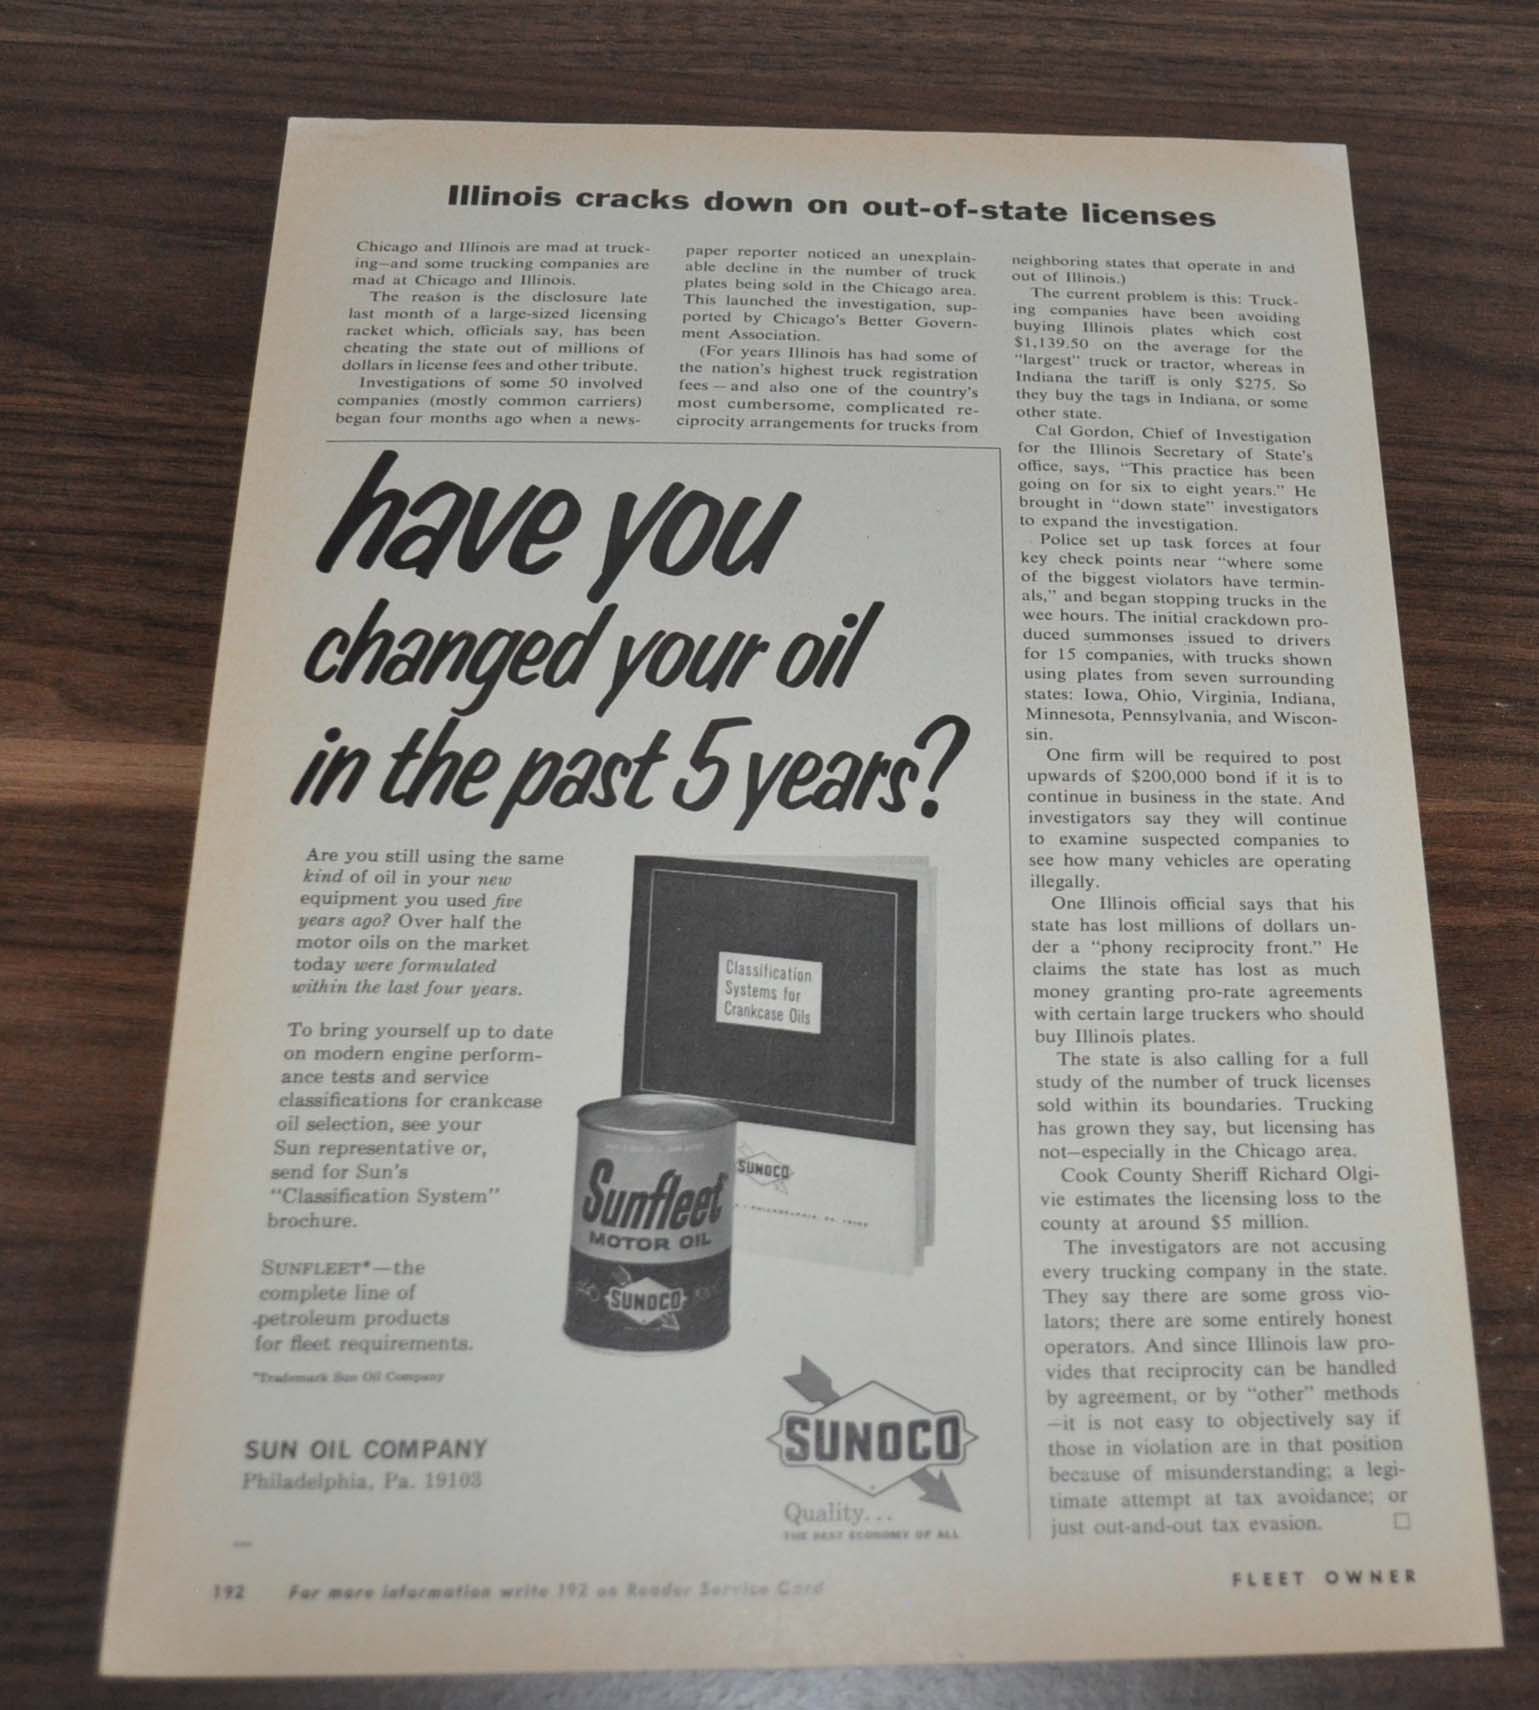 Illinois cracks down on out-of-state licenses
Chicago and Illinois are mad at truck-
ing—and some trucking companies are
mad at Chicago and Illinois.
The reason is the disclosure late
last month of a large-sized licensing
racket which, officials say, has been
cheating the state out of millions of
dollars in license fees and other tribute.
Investigations of some 50 involved
companies (mostly common carriers)
began four months ago when a news-
paper reporter noticed an unexplain-
able decline in the number of truck
plates being sold in the Chicago area.
This launched the investigation, sup-
ported by Chicago's Better Govern-
ment Association.
(For years Illinois has had some of
the nation's highest truck registration
fees — and also one of the country's
most cumbersome, complicated re-
ciprocity arrangements for trucks from
neighboring states that operate in and
out of Illinois.)
The current problem is this: Truck-
ing companies have been avoiding
buying Illinois plates which cost
$1,139.50 on the average for the
"largest" truck or tractor, whereas in
Indiana the tariff is only $275. So
they buy the tags in Indiana, or some
other state.
Cal Gordon, Chief of Investigation
for the Illinois Secretary of State's
office, says, "This practice has been
going on for six to eight years." He
brought in "down state" investigators
to expand the investigation.
Police set up task forces at four
key check points near "where some
of the biggest violators have termin-
als," and began stopping trucks in the
wee hours. The initial crackdown pro-
duced summonses issued to drivers
for 15 companies, with trucks shown
using plates from seven surrounding
states: Iowa, Ohio, Virginia, Indiana,
Minnesota, Pennsylvania, and Wiscon-
sin.
One firm will be required to post
upwards of $200,000 bond if it is to
continue in business in the state. And
investigators say they will continue
to examine suspected companies to
see how many vehicles are operating
illegally.
One Illinois official says that his
state has lost millions of dollars un-
der a "phony reciprocity front." He
claims the state has lost as much
money granting pro-rate agreements
with certain large truckers who should
buy Illinois plates.
The state is also calling for a full
study of the number of truck licenses
sold within its boundaries. Trucking
has grown they say, but licensing has
not—especially in the Chicago area.
Cook County Sheriff Richard Olgi-
vie estimates the licensing loss to the
county at around $5 million.
The investigators are not accusing
every trucking company in the state.
They say there are some gross vio-
lators; there are some entirely honest
operators. And since Illinois law pro-
vides that reciprocity can be handled
by agreement, or by "other" methods
—it is not easy to objectively say if
those in violation are in that position
because of misunderstanding; a legi-
timate attempt at tax avoidance; or
just out-and-out tax evasion.
have you
changed your oil
in the past 5 years?
Are you still using the same
kind of oil in your new
equipment you used five
years ago? Over half the
motor oils on the market
today were formulated
within the last four years.
To bring yourself up to date
on modern engine perform-
ance tests and service
classifications for crankcase
oil selection, see your
Sun representative or,
send for Sun's
"Classification System"
brochure.
SUNFLEET*—the
complete line of
petroleum products
for fleet requirements.
*Trademark Sun Oil Company
SUN OIL COMPANY
Philadelphia, Pa. 19103
Classification
Systems for
Crankcase Oils
SUNOCO
Sunfleet
MOTOR OIL
SUNOCO
SUNOCO
Quality...
THE BEST ECONOMY OF ALL
192 For more information write 192 on Reader Service Card
FLEET OWNER